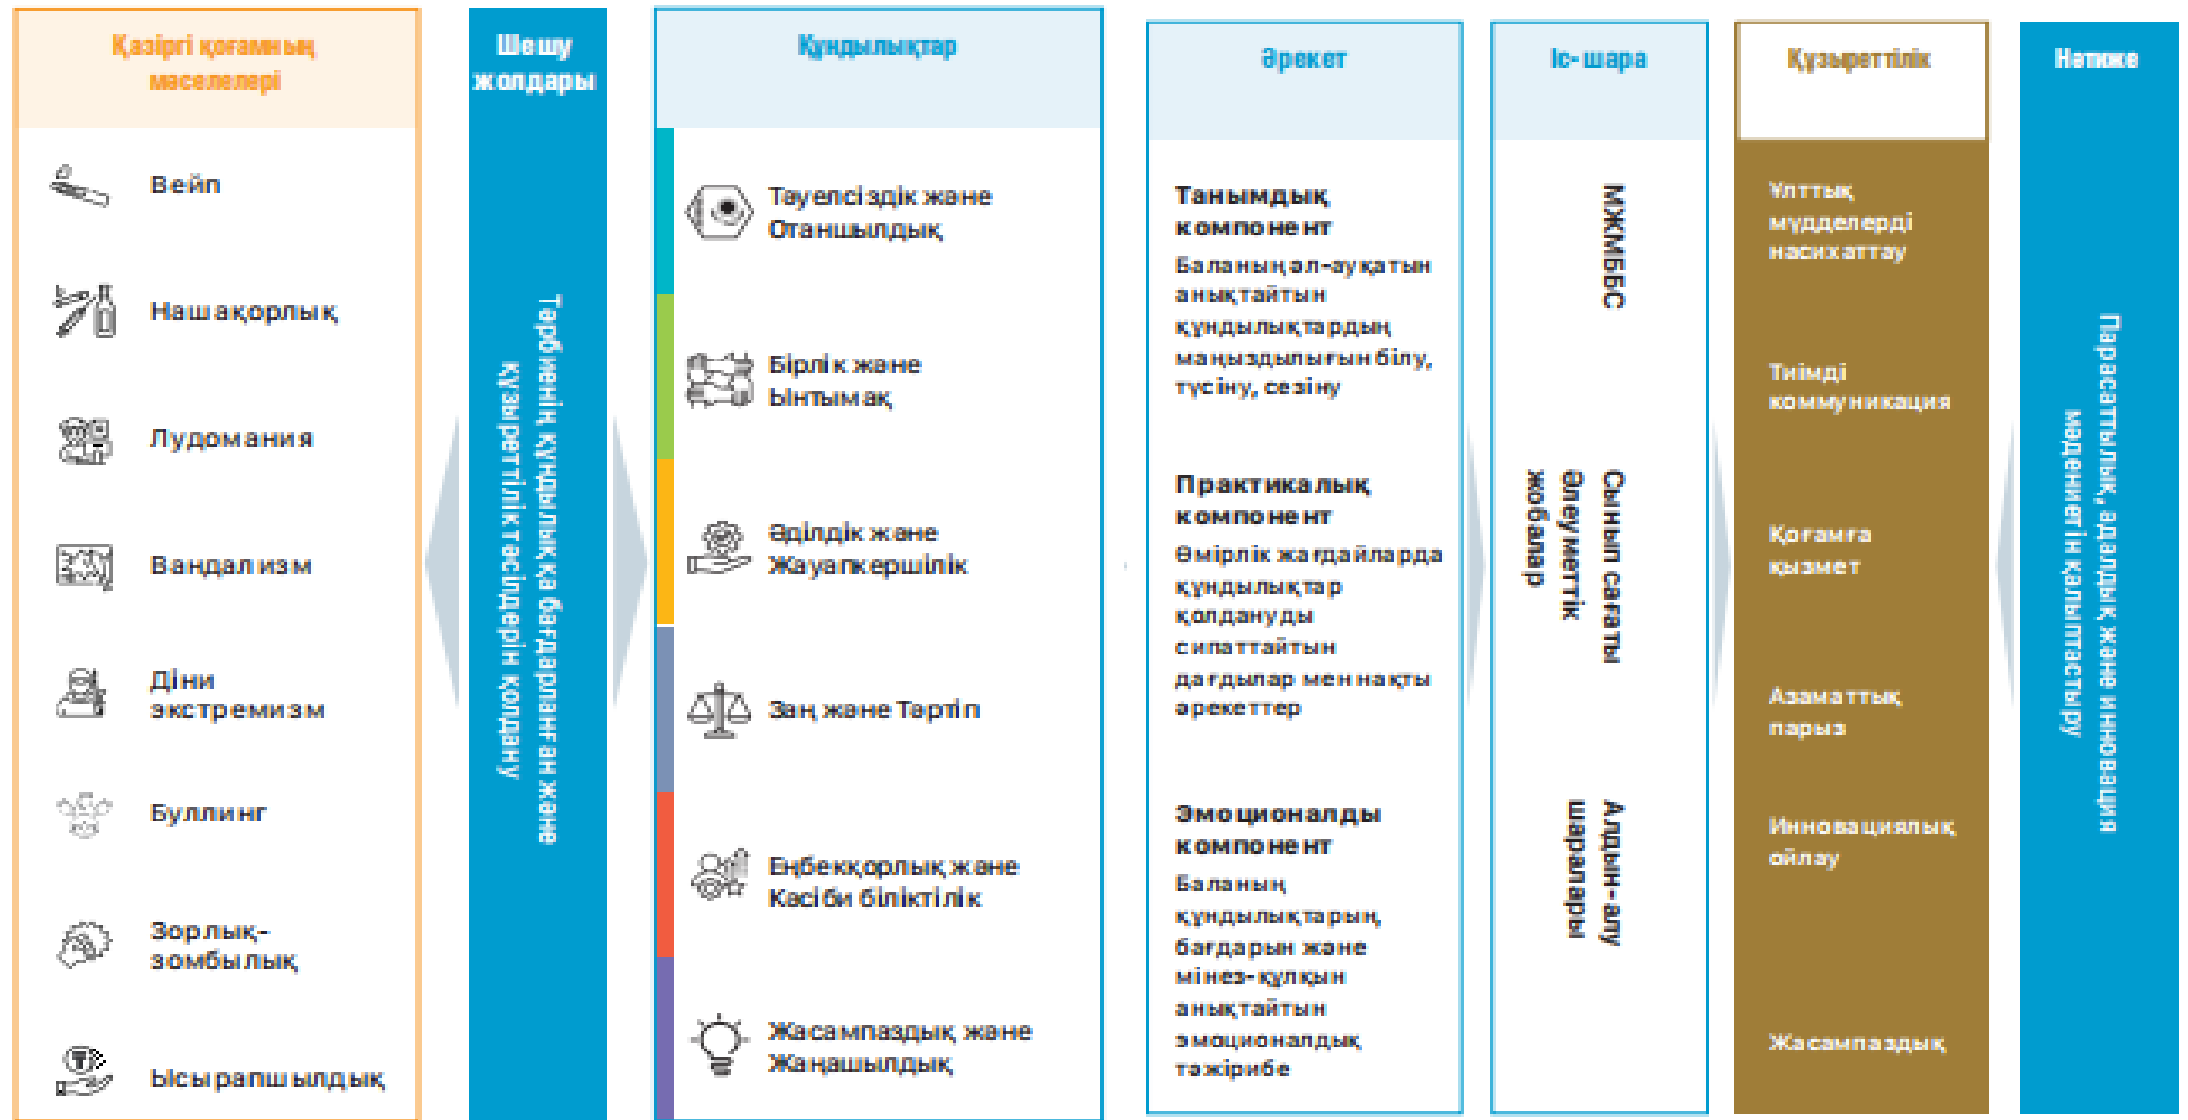 Қазіргі қоғамның
мәселелері
Вейп
Нашақорлық
Лудомания
Вандализм
Діни
экстремизм
Буллинг
Зорлық-
зомбылық
Ысырапшылдық
Шешу
жолдары
Тәрбиенің құндылыққа бағдарланған және
құзыреттілік тәсілдерін қолдану
Құндылықтар
Тәуелсіздік және
Отаншылдық
Бірлік және
Ынтымақ
Әділдік және
Жауапкершілік
Заң және Тәртіп
Еңбекқорлық және
Кәсіби біліктілік
Жасампаздық және
Жаңашылдық
Әрекет
Танымдық
компонент
Баланың әл-ауқатын
анықтайтын
құндылықтардың
маңыздылығын білу,
түсіну, сезіну
Практикалық
компонент
Өмірлік жағдайларда
құндылықтар
қолдануды
сипаттайтын
дағдылар мен нақты
әрекеттер
Эмоционалды
компонент
Баланың
құндылықтарын,
бағдарын және
мінез-құлқын
анықтайтын
эмоционалдық
тәжірибе
Іс-шара
МЖМББС
Сынып сағаты
Әлеуметтік
жобалар
Алдын-алу
шаралары
Құзыреттілік
Ұлттық
мүдделерді
насихаттау
Тиімді
коммуникация
Қоғамға
қызмет
Азаматтық
парыз
Инновациялық
ойлау
Жасампаздық
Нәтиже
Парасаттылық, адалдық және инновация
мәдениетін қалыптастыру